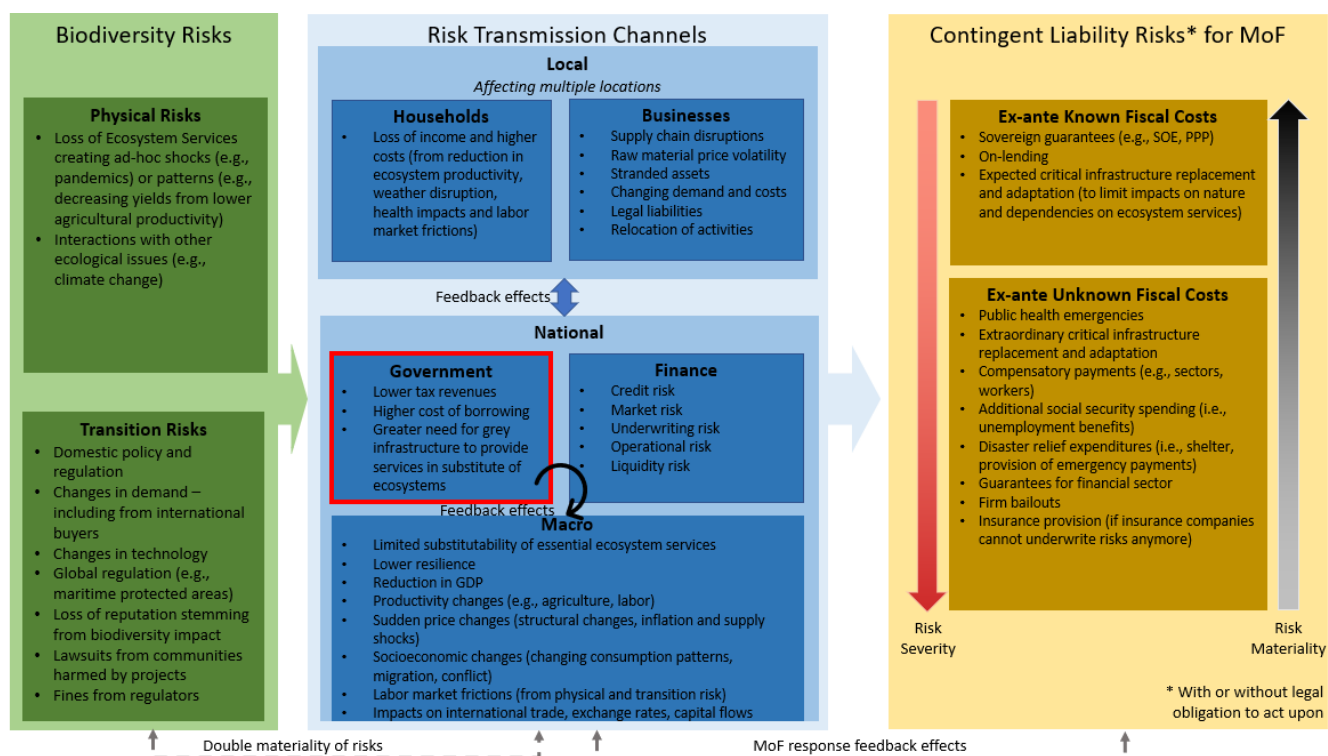 Biodiversity Risks
Physical Risks
• Loss of Ecosystem Services
creating ad-hoc shocks (e.g.,
pandemics) or patterns (e.g.,
decreasing yields from lower
agricultural productivity)
• Interactions with other
ecological issues (e.g.,
climate change)
Transition Risks
• Domestic policy and
regulation
• Changes in demand –
including from international
buyers
• Changes in technology
• Global regulation (e.g.,
maritime protected areas)
• Loss of reputation stemming
from biodiversity impact
• Lawsuits from communities
harmed by projects
• Fines from regulators
Risk Transmission Channels
Local
Affecting multiple locations
Households
• Loss of income and higher
costs (from reduction in
ecosystem productivity,
weather disruption,
health impacts and labor
market frictions)
Businesses
• Supply chain disruptions
• Raw material price volatility
• Stranded assets
• Changing demand and costs
• Legal liabilities
• Relocation of activities
Feedback effects
National
Government
• Lower tax revenues
• Higher cost of borrowing
• Greater need for grey
infrastructure to provide
services in substitute of
ecosystems
Finance
• Credit risk
• Market risk
• Underwriting risk
• Operational risk
• Liquidity risk
Feedback effects
Macro
• Limited substitutability of essential ecosystem services
• Lower resilience
• Reduction in GDP
• Productivity changes (e.g., agriculture, labor)
• Sudden price changes (structural changes, inflation and supply
shocks)
• Socioeconomic changes (changing consumption patterns,
migration, conflict)
• Labor market frictions (from physical and transition risk)
• Impacts on international trade, exchange rates, capital flows
Contingent Liability Risks* for MoF
Ex-ante Known Fiscal Costs
• Sovereign guarantees (e.g., SOE, PPP)
• On-lending
• Expected critical infrastructure replacement
and adaptation (to limit impacts on nature
and dependencies on ecosystem services)
Ex-ante Unknown Fiscal Costs
• Public health emergencies
• Extraordinary critical infrastructure
replacement and adaptation
• Compensatory payments (e.g., sectors,
workers)
• Additional social security spending (i.e.,
unemployment benefits)
• Disaster relief expenditures (i.e., shelter,
provision of emergency payments)
• Guarantees for financial sector
• Firm bailouts
• Insurance provision (if insurance companies
cannot underwrite risks anymore)
Risk
Severity
Risk
Materiality
* With or without legal
obligation to act upon
Double materiality of risks
MoF response feedback effects